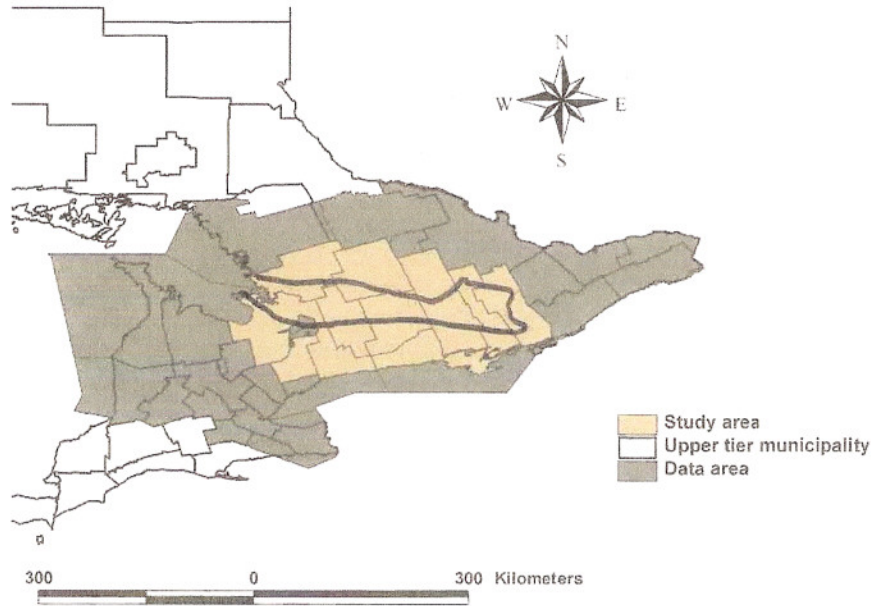 N
W E
S
Study area
Upper tier municipality
Data area
300 0 300 Kilometers